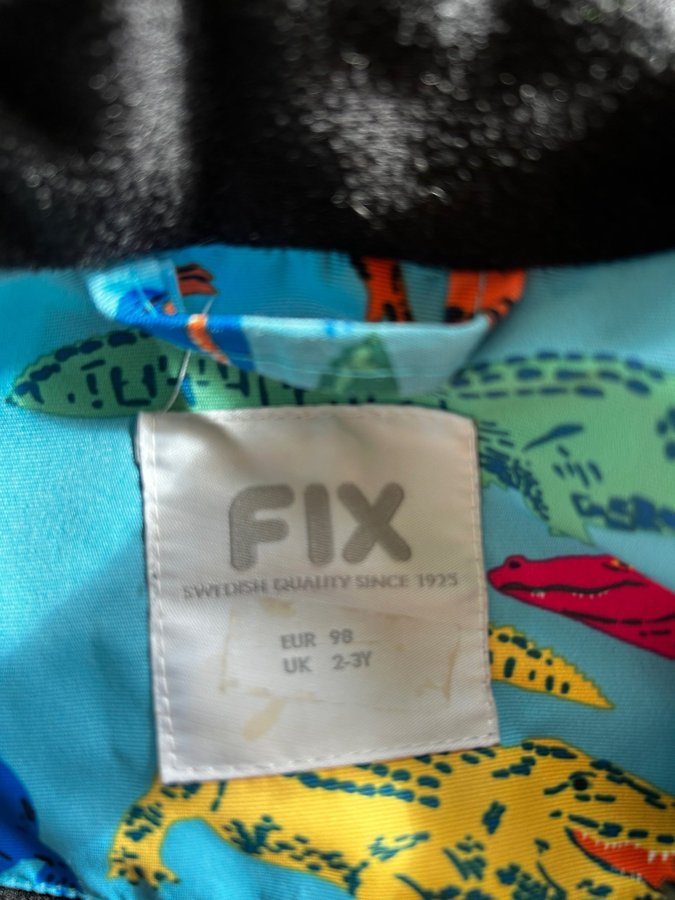 FIX
SWEDISH QUALITY SINCE 1925
EUR 98
UK 2-3Y